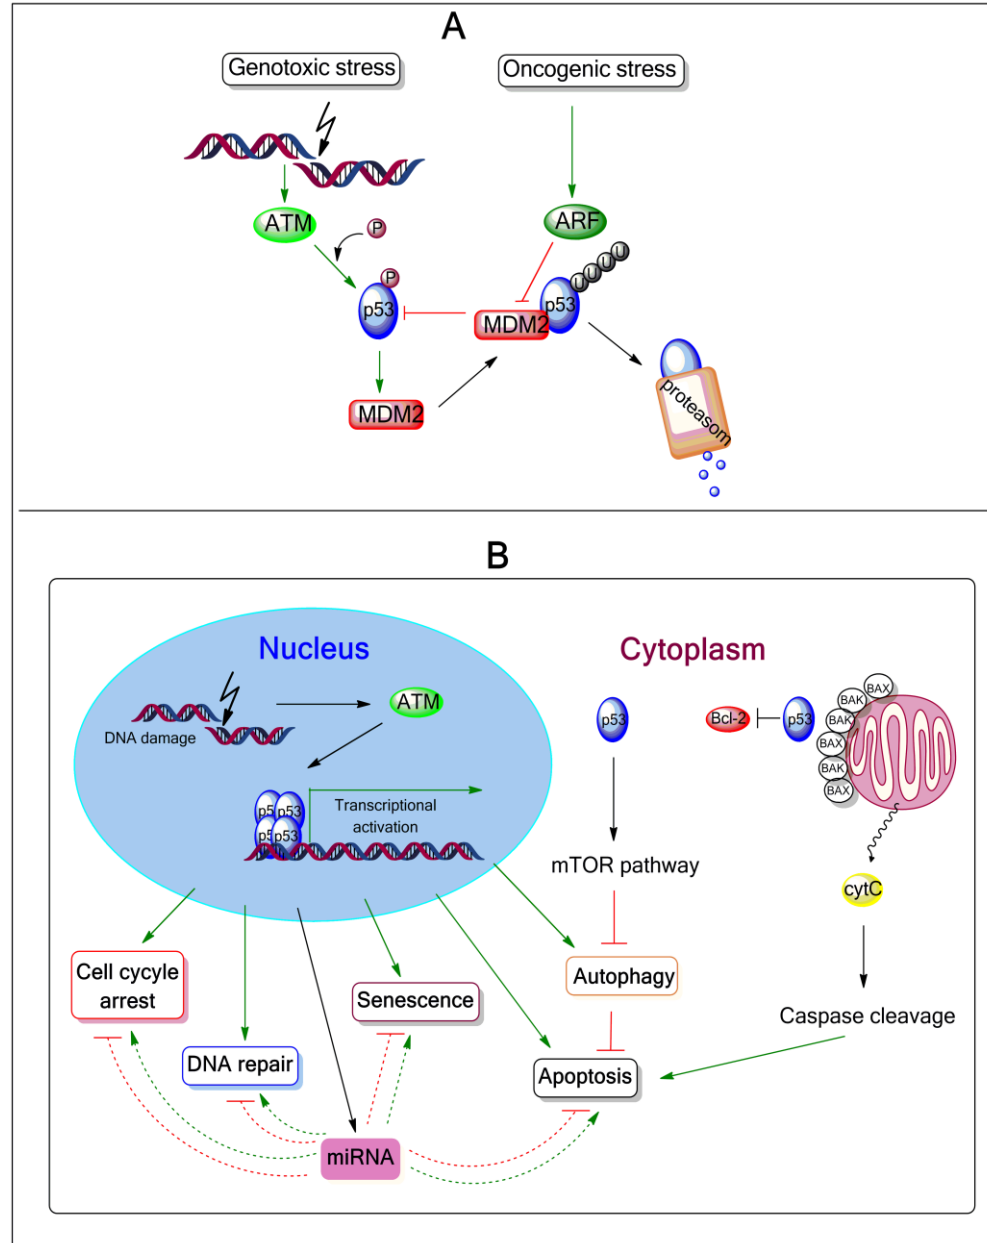 A
Genotoxic stress
Oncogenic stress
ATM
ARF
P
P
p53
U
U
U
U
MDM2
p53
MDM2
proteasom
B
Nucleus
Cytoplasm
DNA damage
ATM
p5
p53
p5
p53
Transcriptional
activation
p53
Bcl-2
p53
BAX
BAK
BAK
BAX
BAK
BAX
mTOR pathway
cytC
Cell cycyle
arrest
Senescence
Autophagy
Caspase cleavage
DNA repair
Apoptosis
miRNA